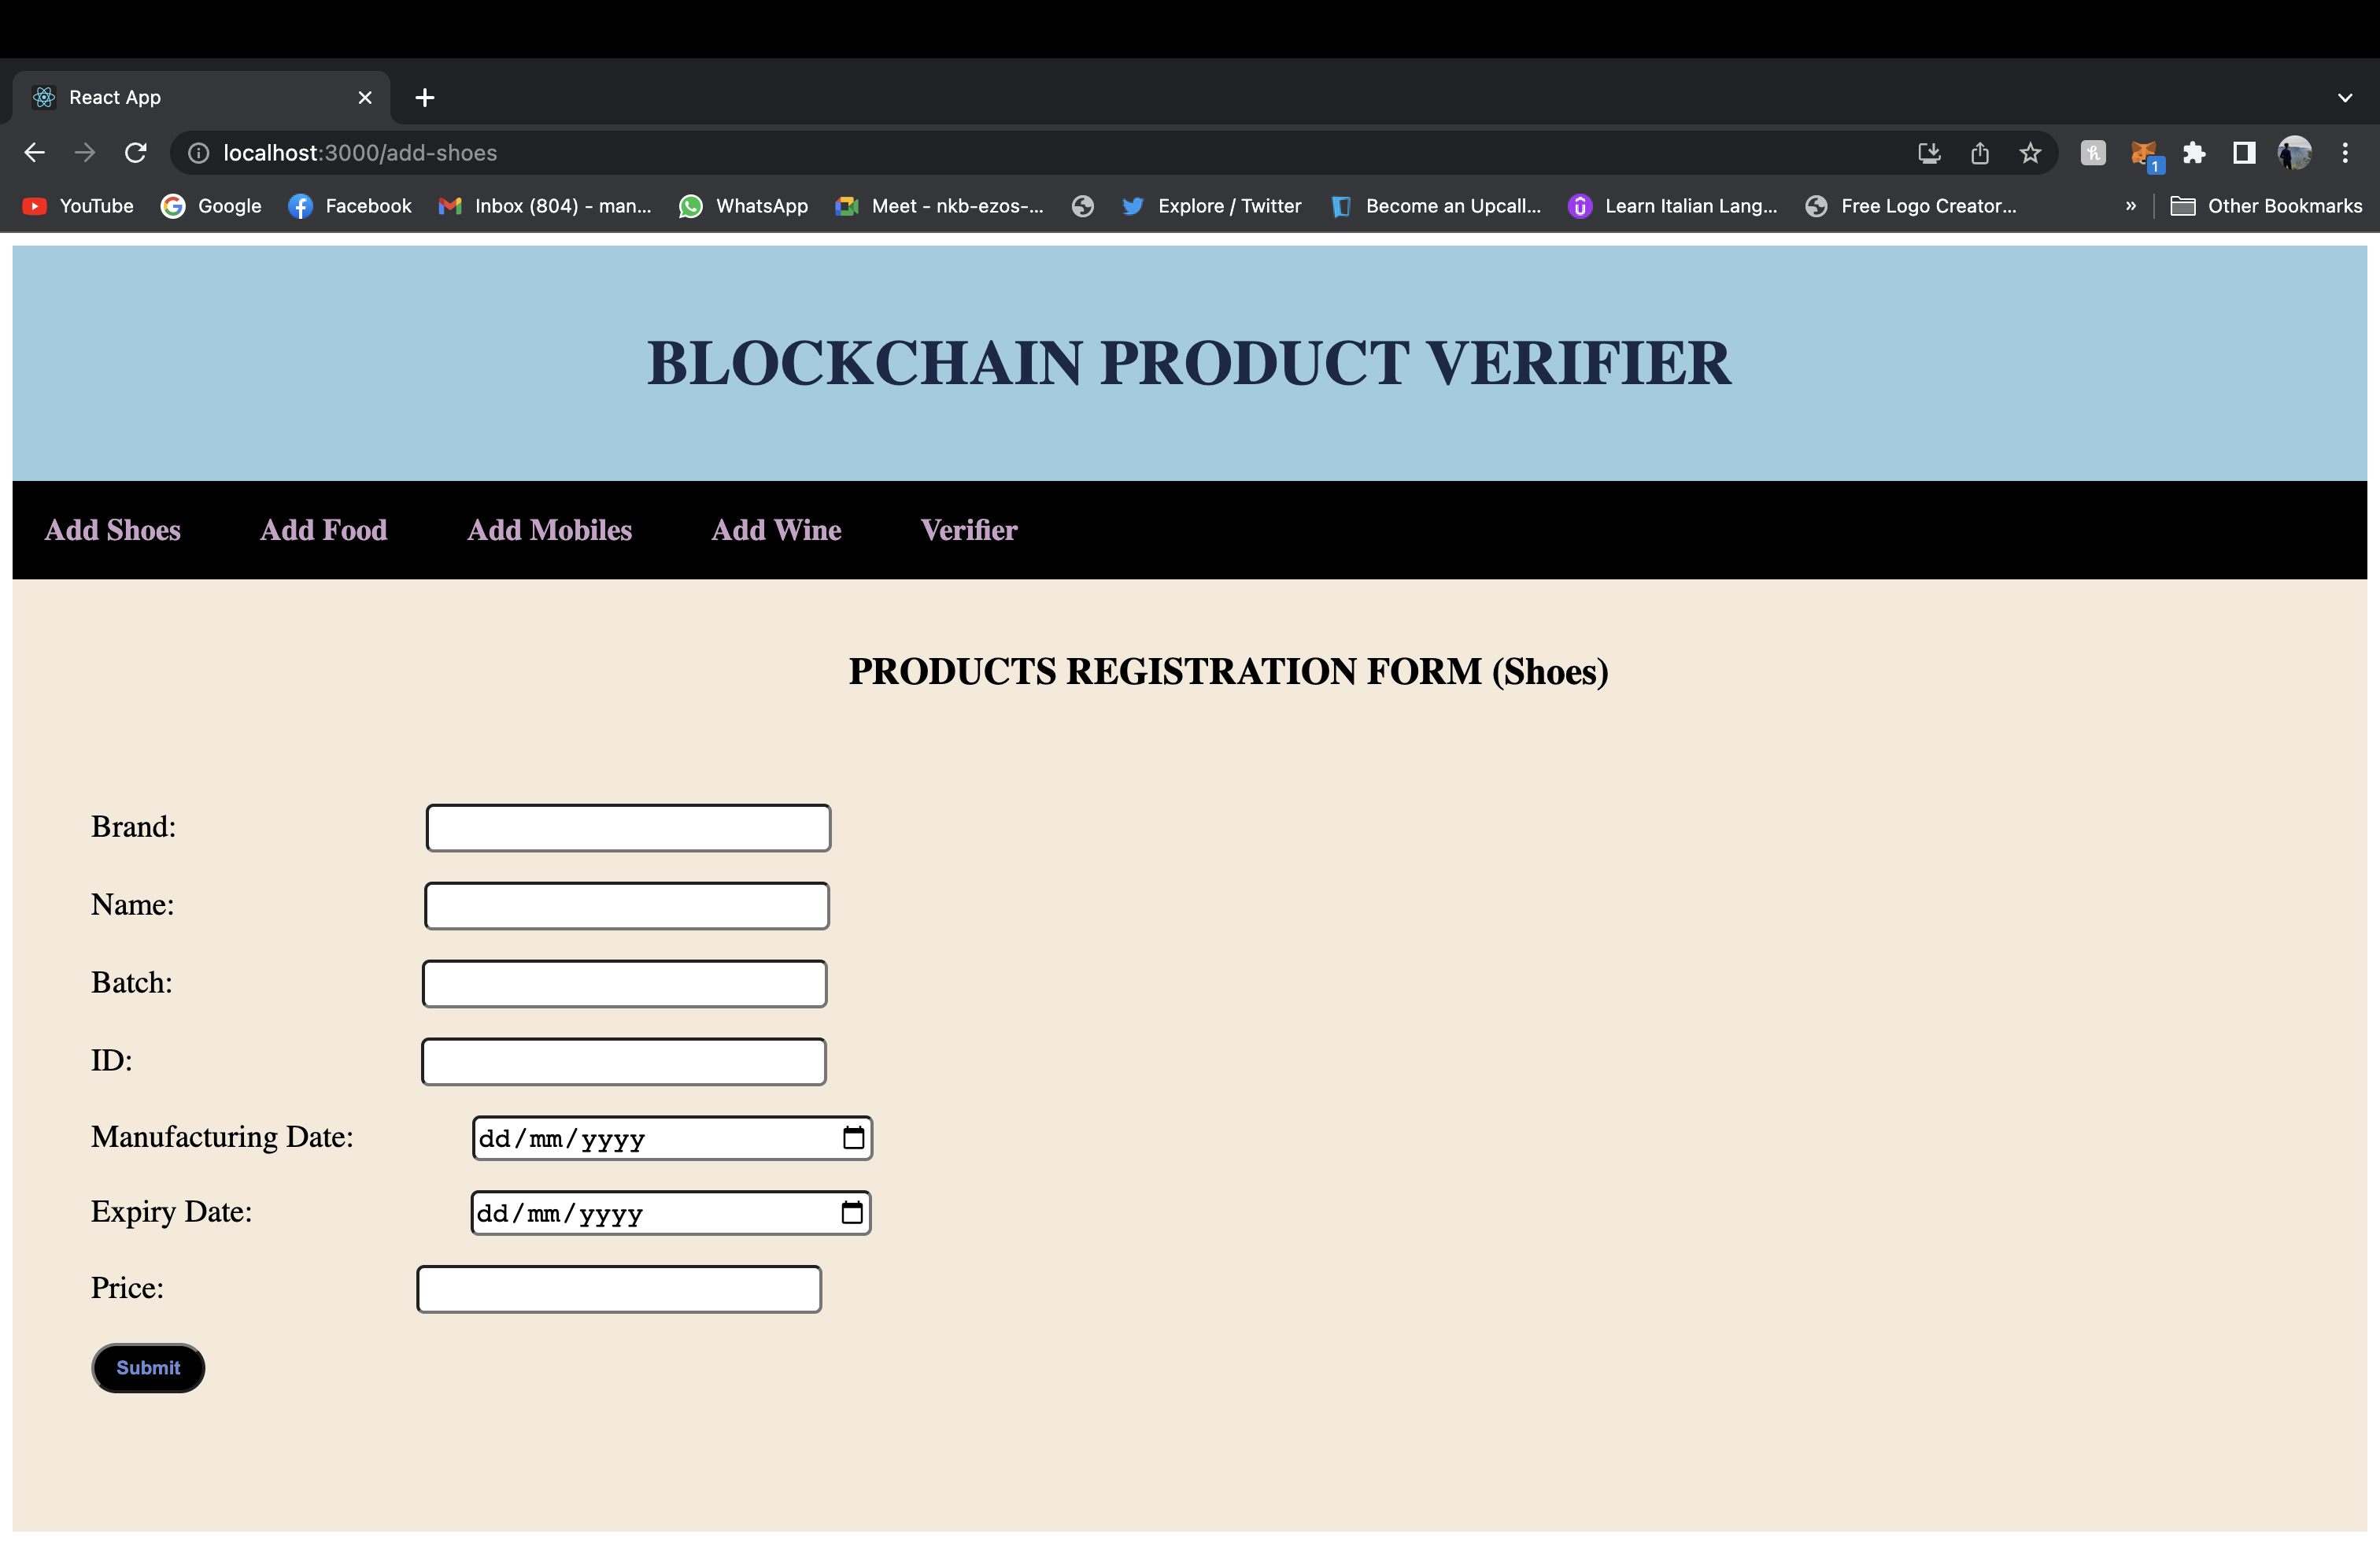 React App
localhost:3000/add-shoes
1
YouTube Google Facebook Inbox (804) - man... WhatsApp Meet - nkb-ezos-... Explore / Twitter Become an Upcall... Learn Italian Lang... Free Logo Creator... » Other Bookmarks
BLOCKCHAIN PRODUCT VERIFIER
Add Shoes Add Food Add Mobiles Add Wine Verifier
PRODUCTS REGISTRATION FORM (Shoes)
Brand:
Name:
Batch:
ID:
Manufacturing Date: dd/mm/yyyy
Expiry Date: dd/mm/yyyy
Price:
Submit